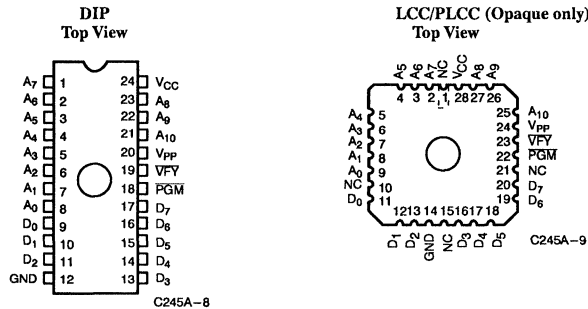 DIP
Top View
A7 1 24 VCC
A6 2 23 A8
A5 3 22 A9
A4 4 21 A10
A3 5 20 VPP
A2 6 19 V̅F̅Y̅
A1 7 18 P̅G̅M̅
A0 8 17 D7
D0 9 16 D6
D1 10 15 D5
D2 11 14 D4
GND 12 13 D3
C245A–8
LCC/PLCC (Opaque only)
Top View
A5 A6 A7 NC VCC A8 A9
4 3 2 1 28 27 26
A4 5 25 A10
A3 6 24 VPP
A2 7 23 V̅F̅Y̅
A1 8 22 P̅G̅M̅
A0 9 21 NC
NC 10 20 D7
D0 11 19 D6
12 13 14 15 16 17 18
D1 D2 GND NC D3 D4 D5
C245A–9